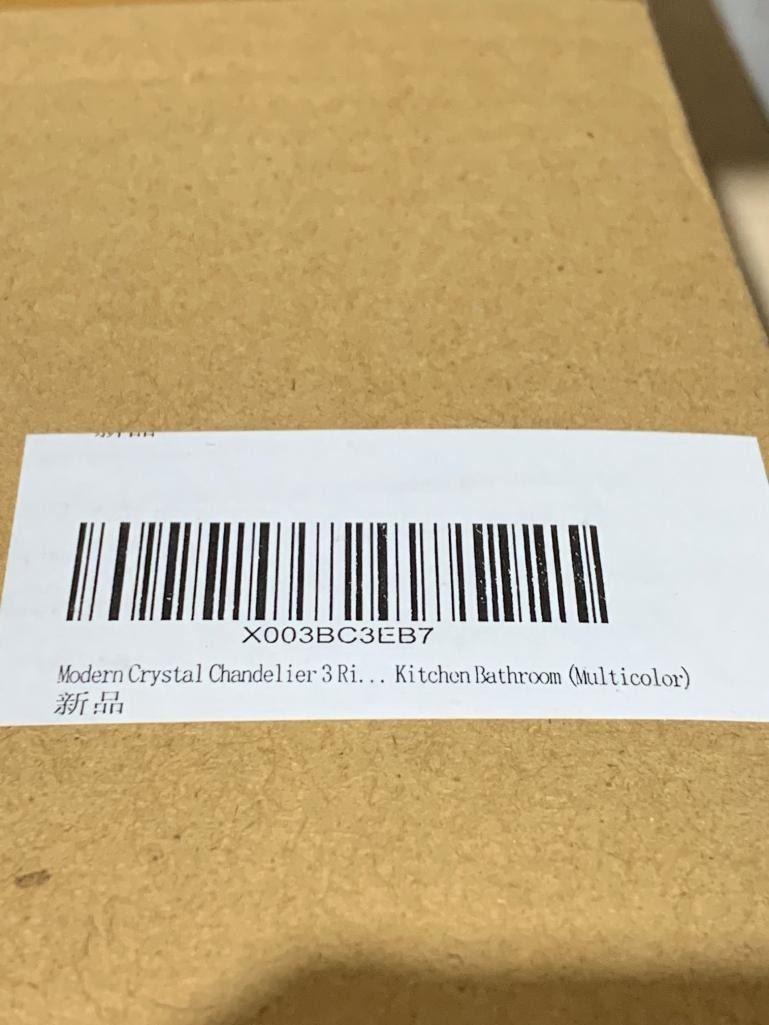 X003BC3EB7
Modern Crystal Chandelier 3 Ri... Kitchen Bathroom (Multicolor)
新品